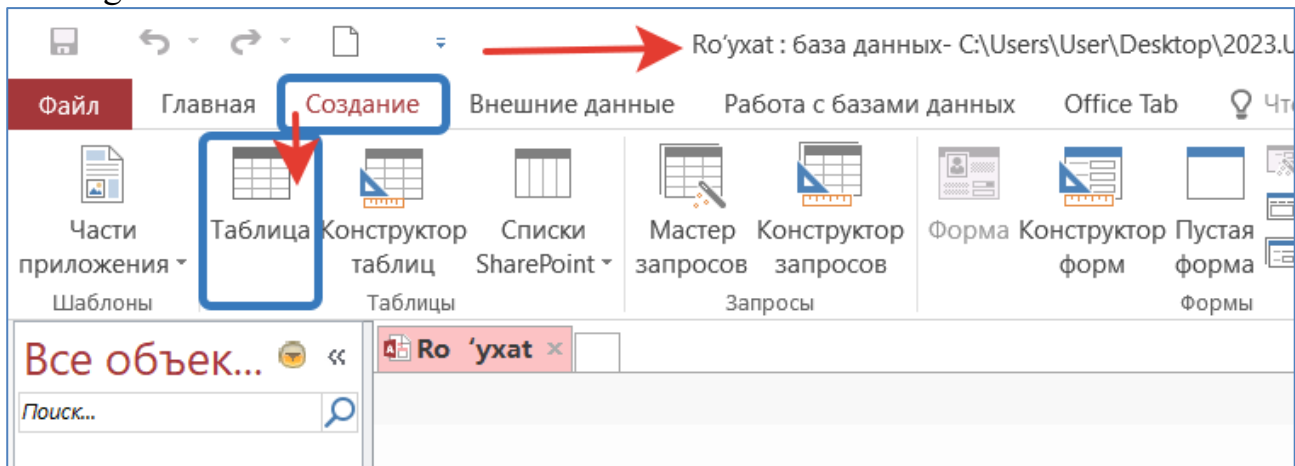 Ro‘yxat : база данных- C:\Users\User\Desktop\2023.U
Файл Главная Создание Внешние данные Работа с базами данных Office Tab
Части приложения Таблица Конструктор таблиц Списки SharePoint Мастер запросов Конструктор запросов Форма Конструктор форм Пустая форма
Шаблоны Таблицы Запросы Формы
Все объек... « Ro ‘yxat ×
Поиск...